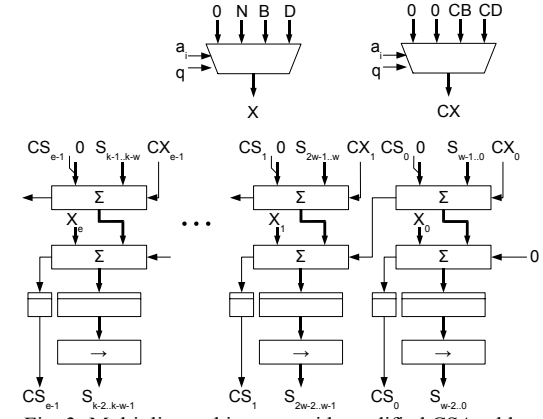 0 N B D
0 0 CB CD
a_i
q
X
a_i
q
CX
CS_e-1 0 S_k-1..k-w CX_e-1
CS_1 0 S_2w-1..w CX_1
CS_0 0 S_w-1..0 CX_0
Σ Σ Σ
X_e ... X_1 X_0
Σ Σ Σ 0
→ → →
CS_e-1 S_k-2..k-w-1 CS_1 S_2w-2..w-1 CS_0 S_w-2..0